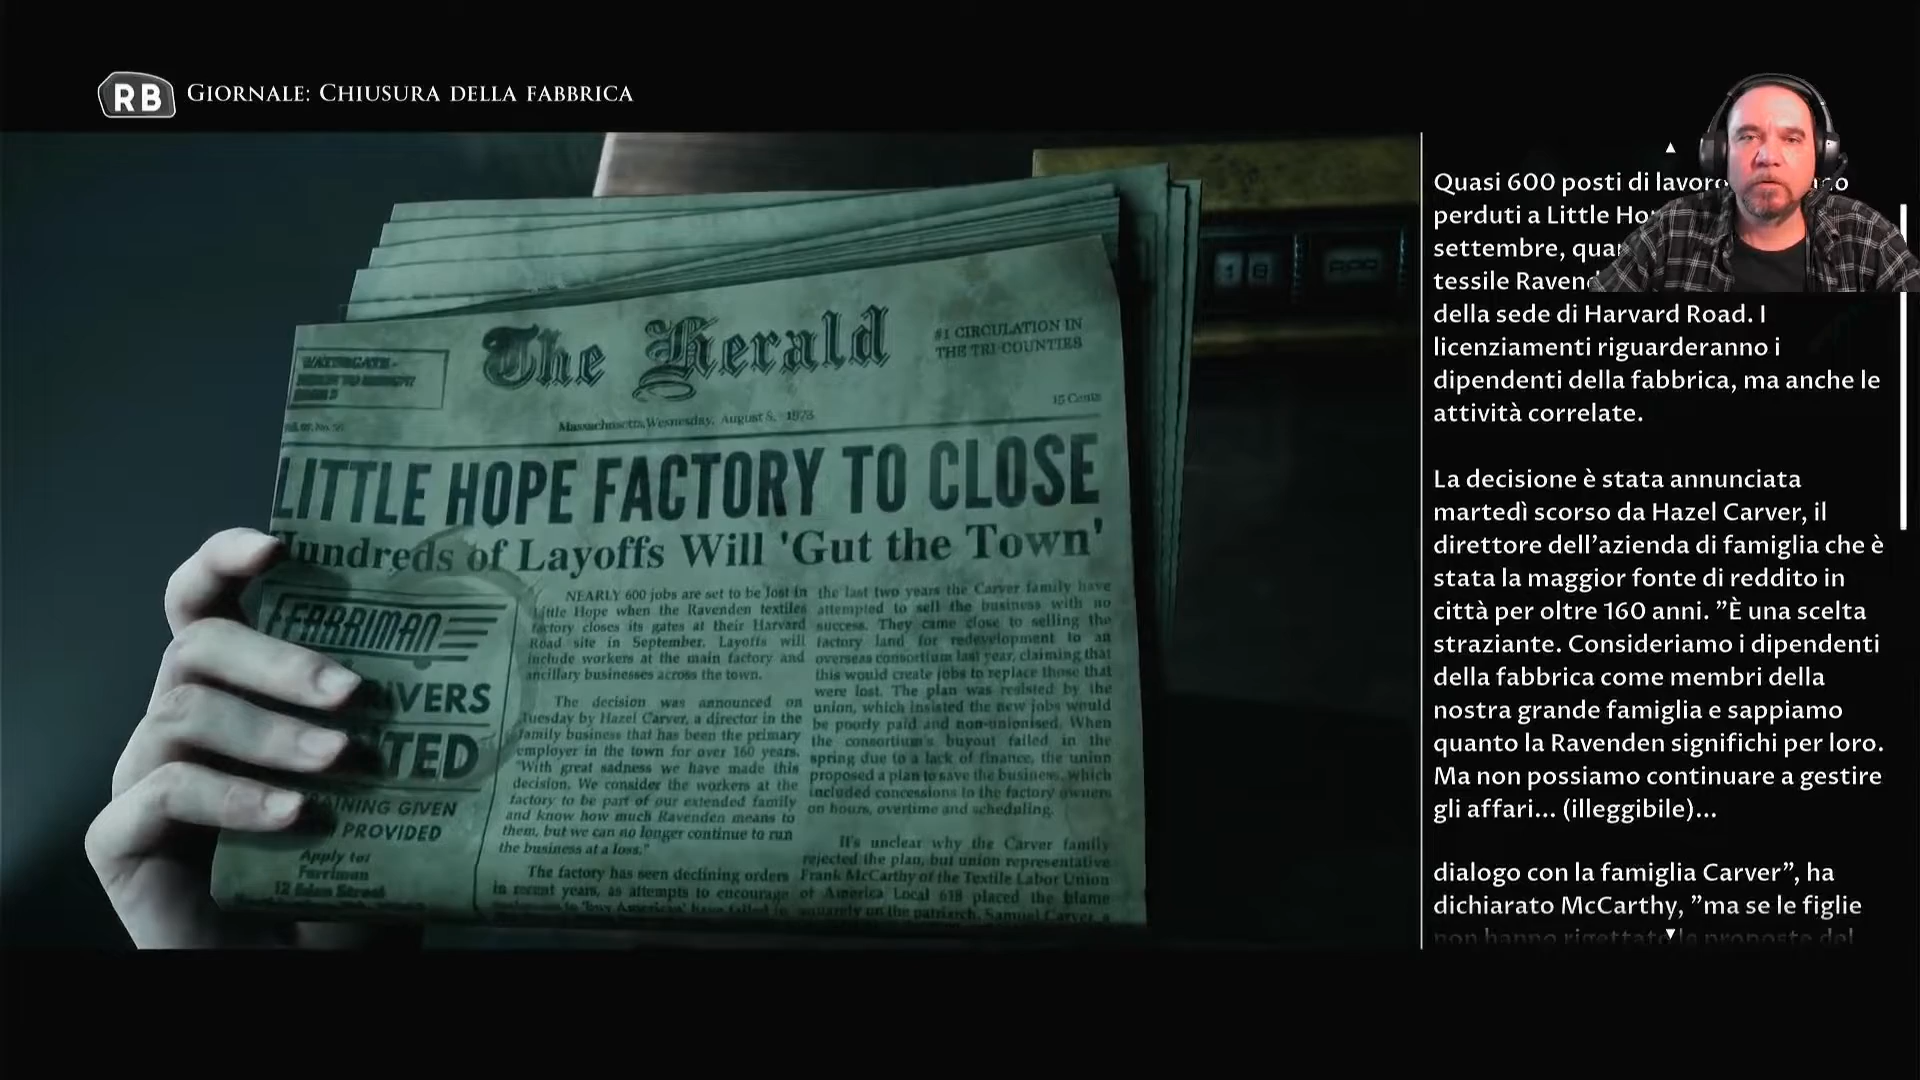 RB GIORNALE: CHIUSURA DELLA FABBRICA
The Herald
#1 CIRCULATION IN
THE TRI-COUNTIES
15 Cents
Massachusetts, Wednesday, August 8, 1973
LITTLE HOPE FACTORY TO CLOSE
Hundreds of Layoffs Will 'Gut the Town'
FERRIMAN
TRAINING GIVEN
PROVIDED
Apply to:
Ferriman
12 Eden Street
NEARLY 600 jobs are set to be lost in
Little Hope when the Ravenden textiles
factory closes its gates at their Harvard
Road site in September. Layoffs will
include workers at the main factory and
ancillary businesses across the town.
The decision was announced on
Tuesday by Hazel Carver, a director in the
family business that has been the primary
employer in the town for over 160 years.
"With great sadness we have made this
decision. We consider the workers at the
factory to be part of our extended family
and know how much Ravenden means to
them, but we can no longer continue to run
the business at a loss."
The factory has seen declining orders
in recent years, as attempts to encourage
the last two years the Carver family have
attempted to sell the business with no
success. They came close to selling the
factory land for redevelopment to an
overseas consortium last year, claiming that
this would create jobs to replace those that
were lost. The plan was resisted by the
union, which insisted the new jobs would
be poorly paid and non-unionised. When
the consortium's buyout failed in the
spring due to a lack of finance, the union
proposed a plan to save the business, which
included concessions to the factory owners
on hours, overtime and scheduling.
It's unclear why the Carver family
rejected the plan, but union representative
Frank McCarthy of the Textile Labor Union
of America Local 618 placed the blame
squarely on the patriarch, Samuel Carver, a
18
Quasi 600 posti di lavoro
perduti a Little
settembre,
tessile
della sede di Harvard Road. I
licenziamenti riguarderanno i
dipendenti della fabbrica, ma anche le
attività correlate.
La decisione è stata annunciata
martedì scorso da Hazel Carver, il
direttore dell'azienda di famiglia che è
stata la maggior fonte di reddito in
città per oltre 160 anni. "È una scelta
straziante. Consideriamo i dipendenti
della fabbrica come membri della
nostra grande famiglia e sappiamo
quanto la Ravenden significhi per loro.
Ma non possiamo continuare a gestire
gli affari... (illeggibile)...
dialogo con la famiglia Carver", ha
dichiarato McCarthy, "ma se le figlie
non hanno rigettato la proposte del